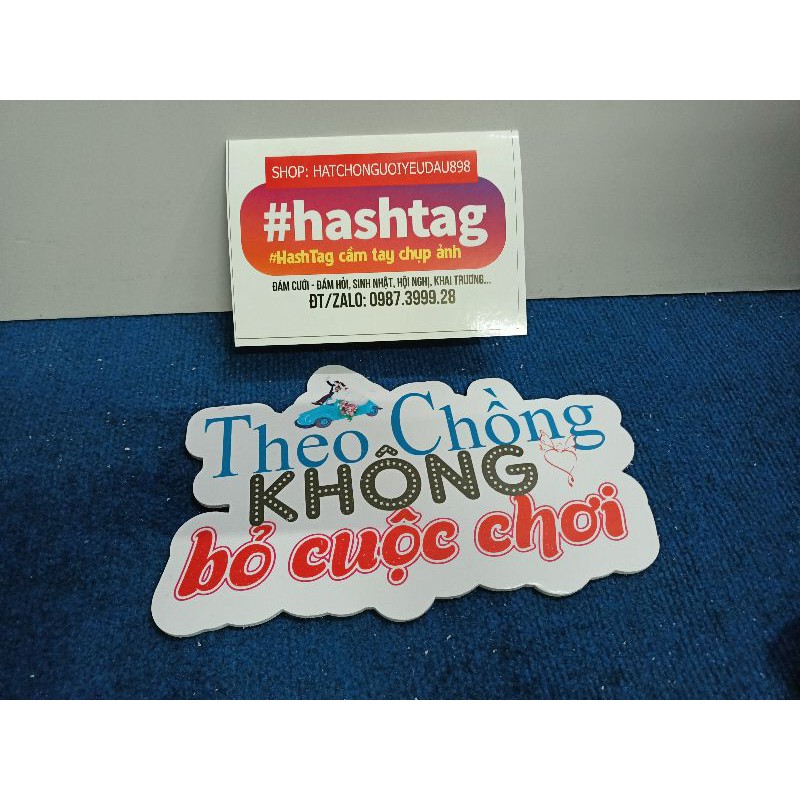 SHOP: HATCHONGUOIYEUDAU898
#hashtag
#HashTag cầm tay chụp ảnh
ĐÁM CƯỚI - ĐÁM HỎI, SINH NHẬT, HỘI NGHỊ, KHAI TRƯƠNG...
ĐT/ZALO: 0987.3999.28
Theo Chồng
KHÔNG
bỏ cuộc chơi